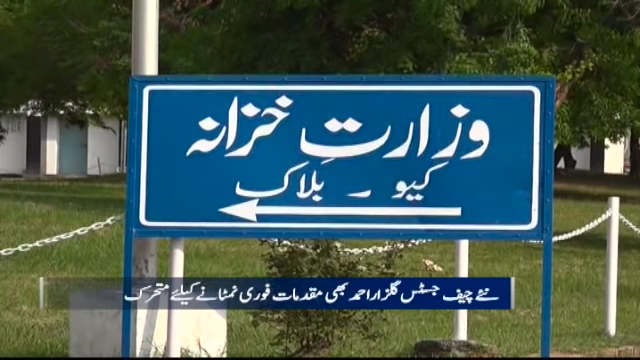 وزارت خزانہ
کیو ۔ بلاک
نئے چیف جسٹس گلزار احمد بھی مقدمات فوری نمٹانے کیلئے متحرک